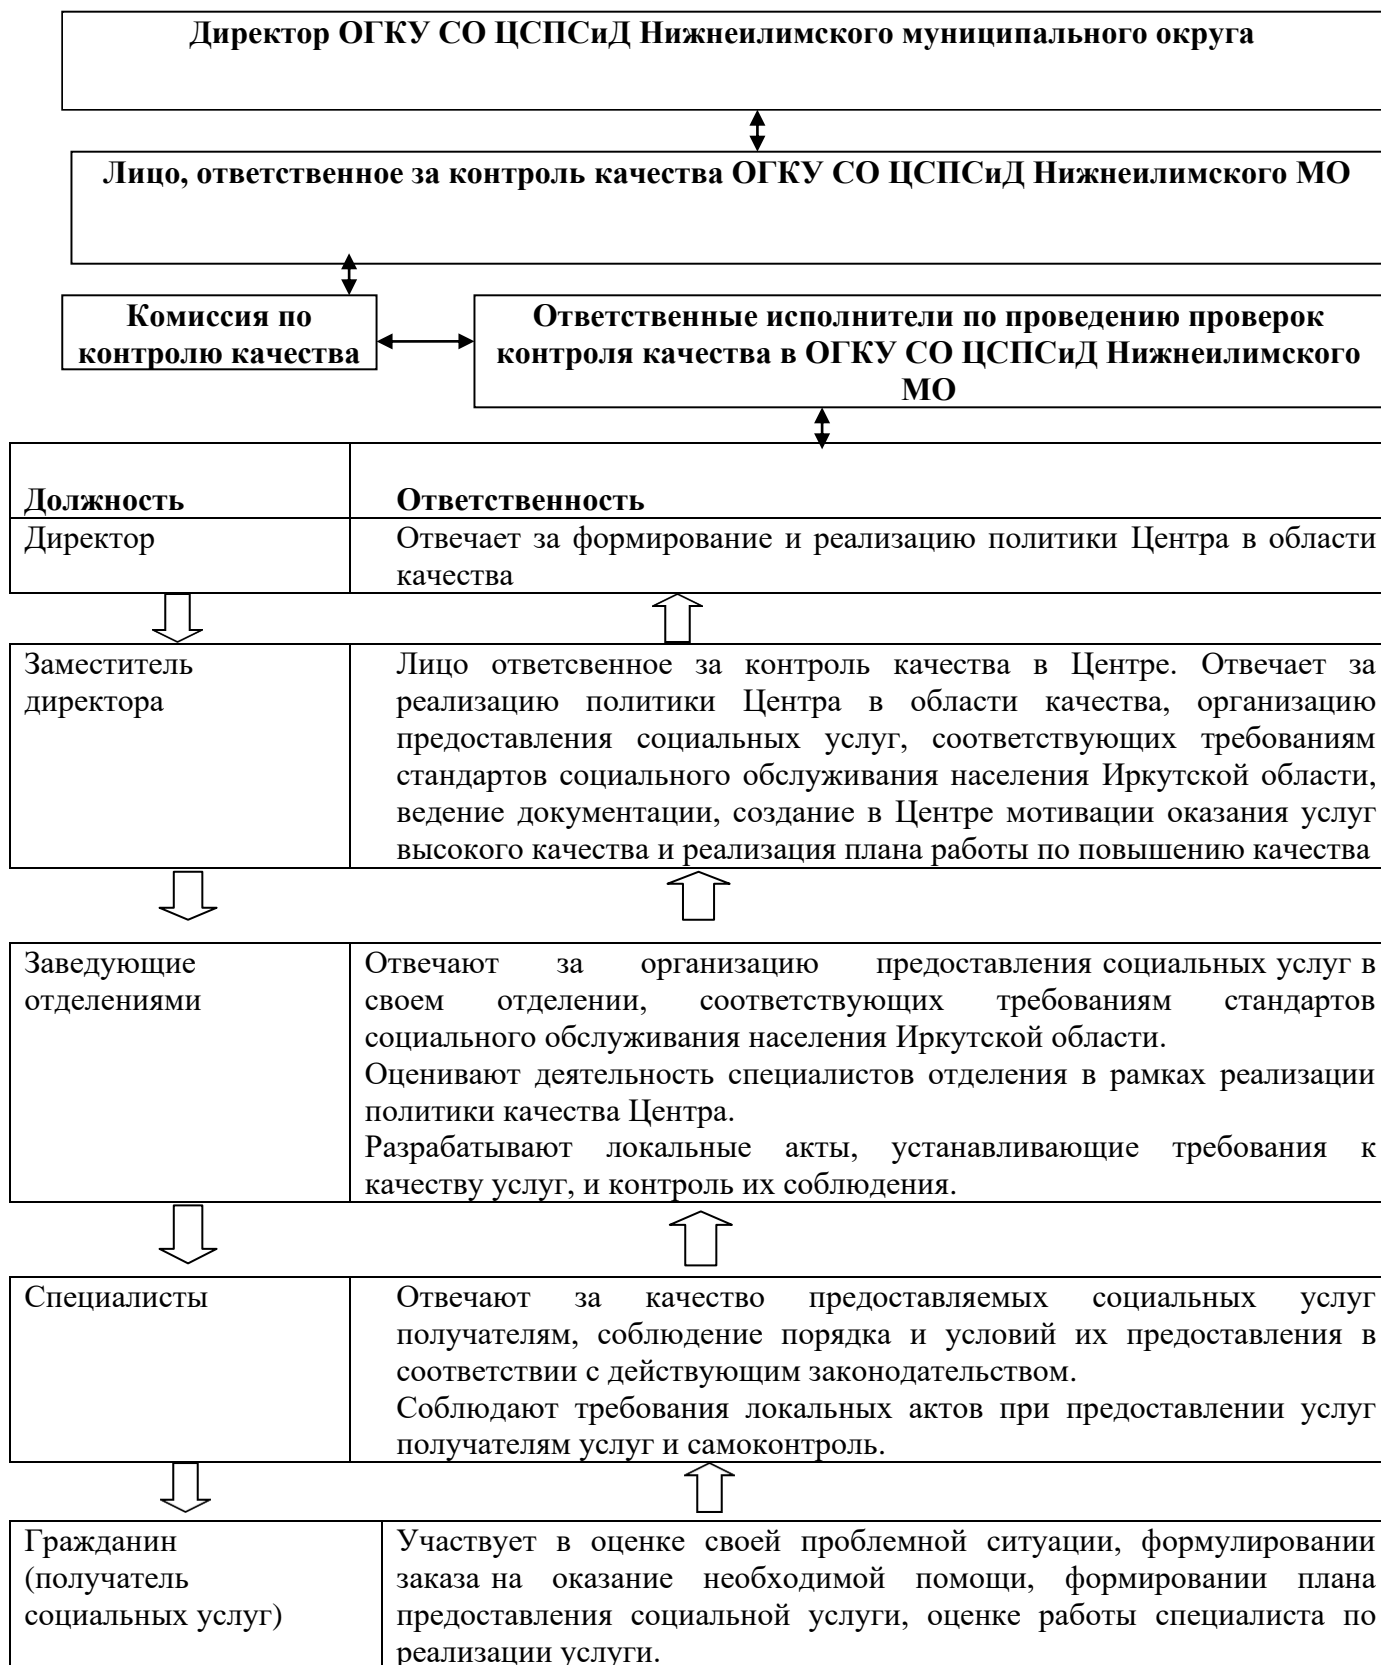 Директор ОГКУ СО ЦСПСиД Нижнеилимского муниципального округа
Лицо, ответственное за контроль качества ОГКУ СО ЦСПСиД Нижнеилимского МО
Комиссия по
контролю качества
Ответственные исполнители по проведению проверок
контроля качества в ОГКУ СО ЦСПСиД Нижнеилимского
МО
Должность
Ответственность
Директор
Отвечает за формирование и реализацию политики Центра в области
качества
Заместитель
директора
Лицо ответсвенное за контроль качества в Центре. Отвечает за
реализацию политики Центра в области качества, организацию
предоставления социальных услуг, соответствующих требованиям
стандартов социального обслуживания населения Иркутской области,
ведение документации, создание в Центре мотивации оказания услуг
высокого качества и реализация плана работы по повышению качества
Заведующие
отделениями
Отвечают за организацию предоставления социальных услуг в
своем отделении, соответствующих требованиям стандартов
социального обслуживания населения Иркутской области.
Оценивают деятельность специалистов отделения в рамках реализации
политики качества Центра.
Разрабатывают локальные акты, устанавливающие требования к
качеству услуг, и контроль их соблюдения.
Специалисты
Отвечают за качество предоставляемых социальных услуг
получателям, соблюдение порядка и условий их предоставления в
соответствии с действующим законодательством.
Соблюдают требования локальных актов при предоставлении услуг
получателям услуг и самоконтроль.
Гражданин
(получатель
социальных услуг)
Участвует в оценке своей проблемной ситуации, формулировании
заказа на оказание необходимой помощи, формировании плана
предоставления социальной услуги, оценке работы специалиста по
реализации услуги.